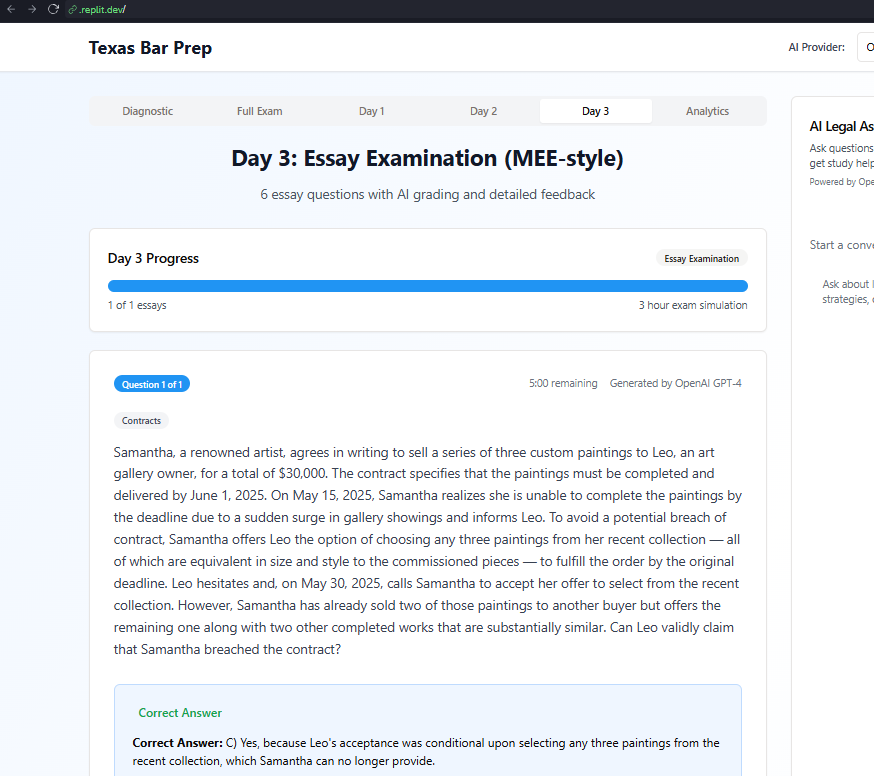 .replit.dev/
Texas Bar Prep
AI Provider:
Diagnostic
Full Exam
Day 1
Day 2
Day 3
Analytics
Day 3: Essay Examination (MEE-style)
6 essay questions with AI grading and detailed feedback
Day 3 Progress
Essay Examination
1 of 1 essays
3 hour exam simulation
Question 1 of 1
5:00 remaining
Generated by OpenAI GPT-4
Contracts
Samantha, a renowned artist, agrees in writing to sell a series of three custom paintings to Leo, an art
gallery owner, for a total of $30,000. The contract specifies that the paintings must be completed and
delivered by June 1, 2025. On May 15, 2025, Samantha realizes she is unable to complete the paintings by
the deadline due to a sudden surge in gallery showings and informs Leo. To avoid a potential breach of
contract, Samantha offers Leo the option of choosing any three paintings from her recent collection — all
of which are equivalent in size and style to the commissioned pieces — to fulfill the order by the original
deadline. Leo hesitates and, on May 30, 2025, calls Samantha to accept her offer to select from the recent
collection. However, Samantha has already sold two of those paintings to another buyer but offers the
remaining one along with two other completed works that are substantially similar. Can Leo validly claim
that Samantha breached the contract?
Correct Answer
Correct Answer: C) Yes, because Leo's acceptance was conditional upon selecting any three paintings from the
recent collection, which Samantha can no longer provide.
AI Legal As
Ask questions
get study help
Powered by Ope
Start a conve
Ask about
strategies,